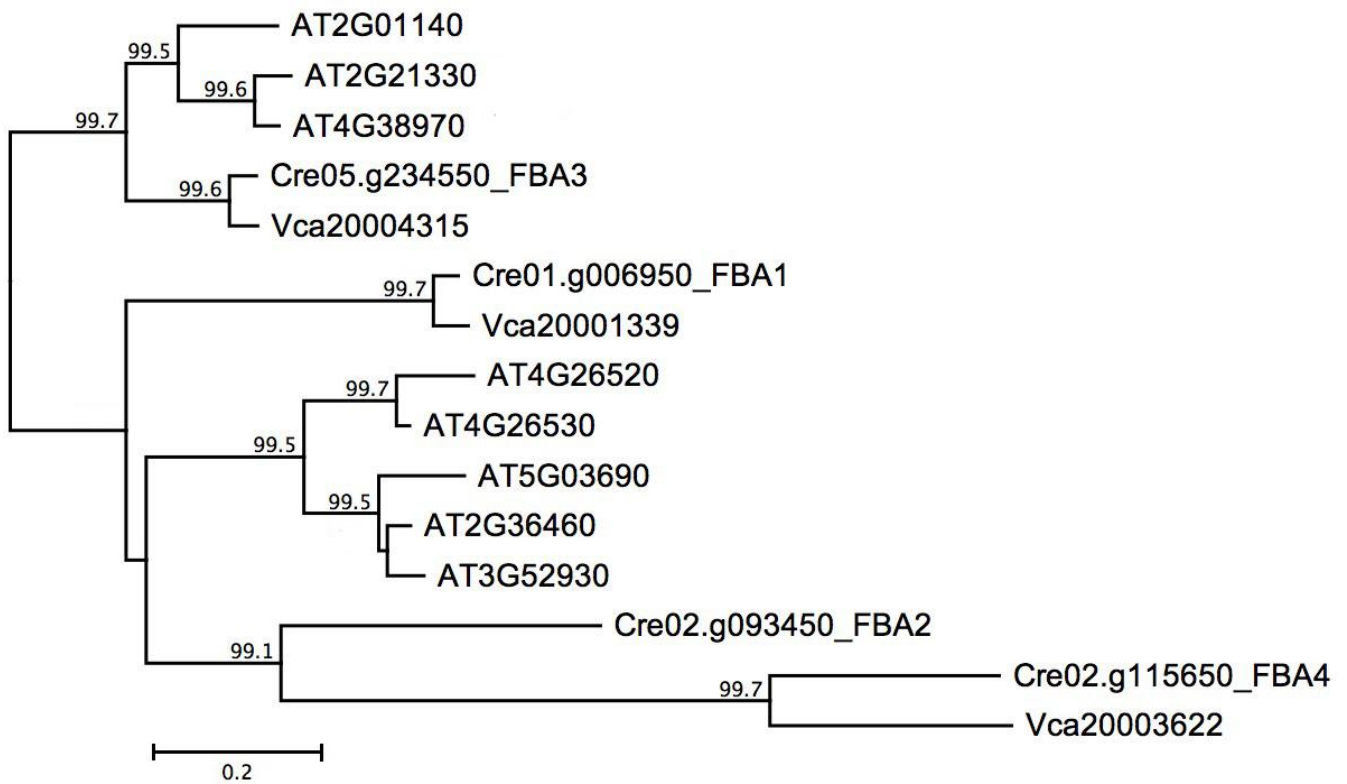 AT2G01140
99.5
AT2G21330
99.6
AT4G38970
99.7
Cre05.g234550_FBA3
99.6
Vca20004315
Cre01.g006950_FBA1
99.7
Vca20001339
AT4G26520
99.7
AT4G26530
99.5
AT5G03690
99.5
AT2G36460
AT3G52930
Cre02.g093450_FBA2
99.1
Cre02.g115650_FBA4
99.7
Vca20003622
0.2